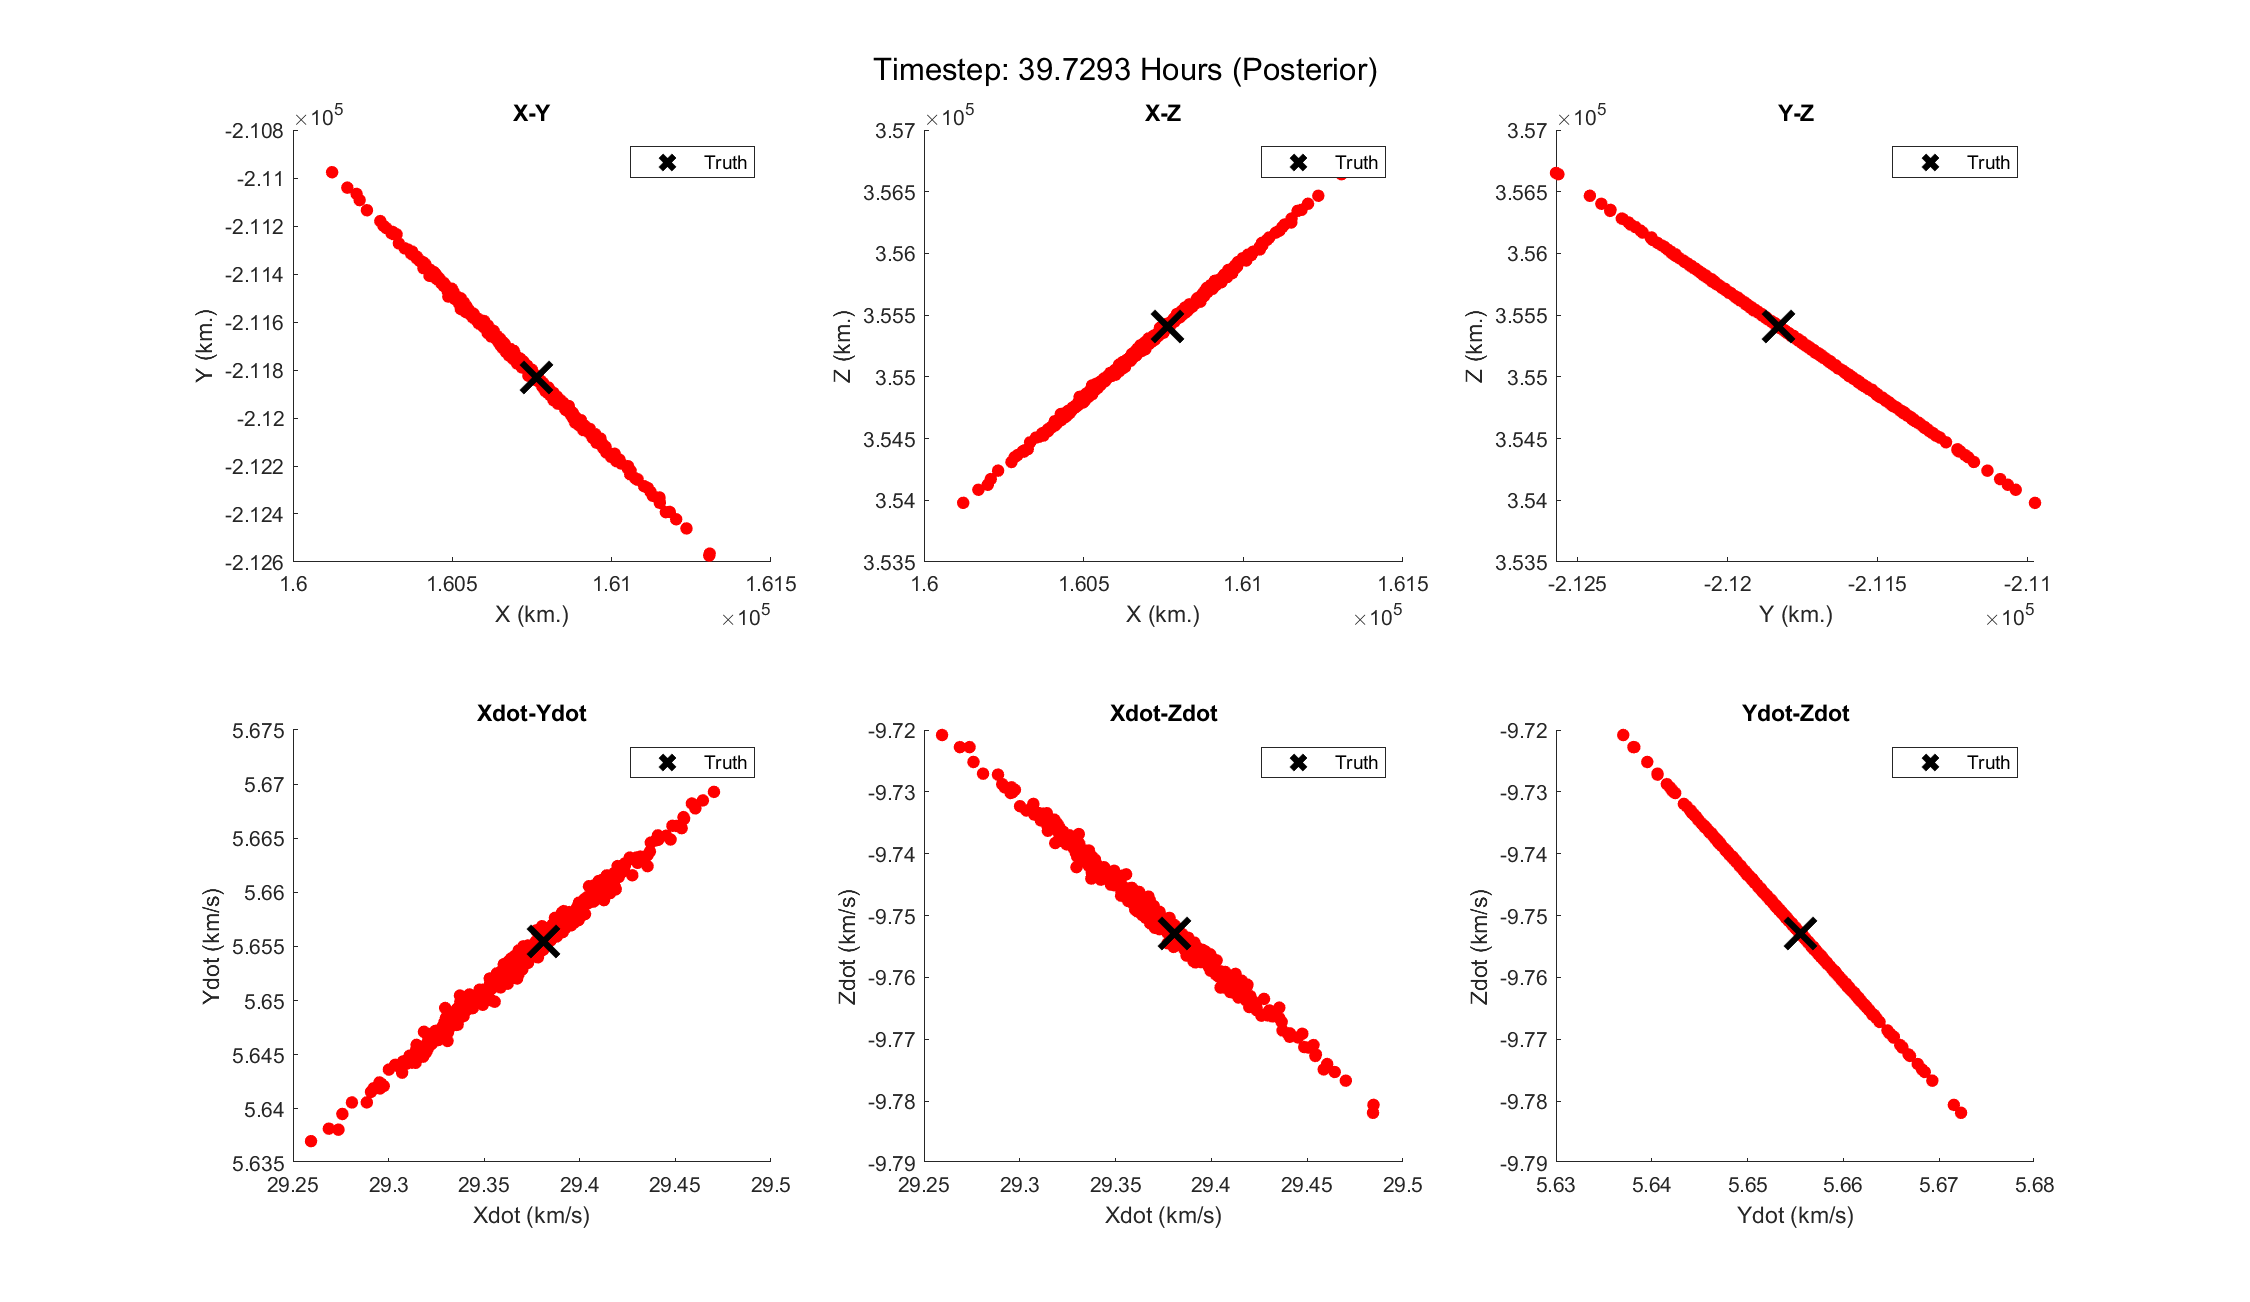 Timestep: 39.7293 Hours (Posterior)
X-Y
×10^5
-2.108
-2.11
-2.112
-2.114
-2.116
-2.118
-2.12
-2.122
-2.124
-2.126
Y (km.)
Truth
1.6 1.605 1.61 1.615
X (km.)
×10^5
X-Z
×10^5
3.57
3.565
3.56
3.555
3.55
3.545
3.54
3.535
Z (km.)
Truth
1.6 1.605 1.61 1.615
X (km.)
×10^5
Y-Z
×10^5
3.57
3.565
3.56
3.555
3.55
3.545
3.54
3.535
Z (km.)
Truth
-2.125 -2.12 -2.115 -2.11
Y (km.)
×10^5
Xdot-Ydot
5.675
5.67
5.665
5.66
5.655
5.65
5.645
5.64
5.635
Ydot (km/s)
Truth
29.25 29.3 29.35 29.4 29.45 29.5
Xdot (km/s)
Xdot-Zdot
-9.72
-9.73
-9.74
-9.75
-9.76
-9.77
-9.78
-9.79
Zdot (km/s)
Truth
29.25 29.3 29.35 29.4 29.45 29.5
Xdot (km/s)
Ydot-Zdot
-9.72
-9.73
-9.74
-9.75
-9.76
-9.77
-9.78
-9.79
Zdot (km/s)
Truth
5.63 5.64 5.65 5.66 5.67 5.68
Ydot (km/s)